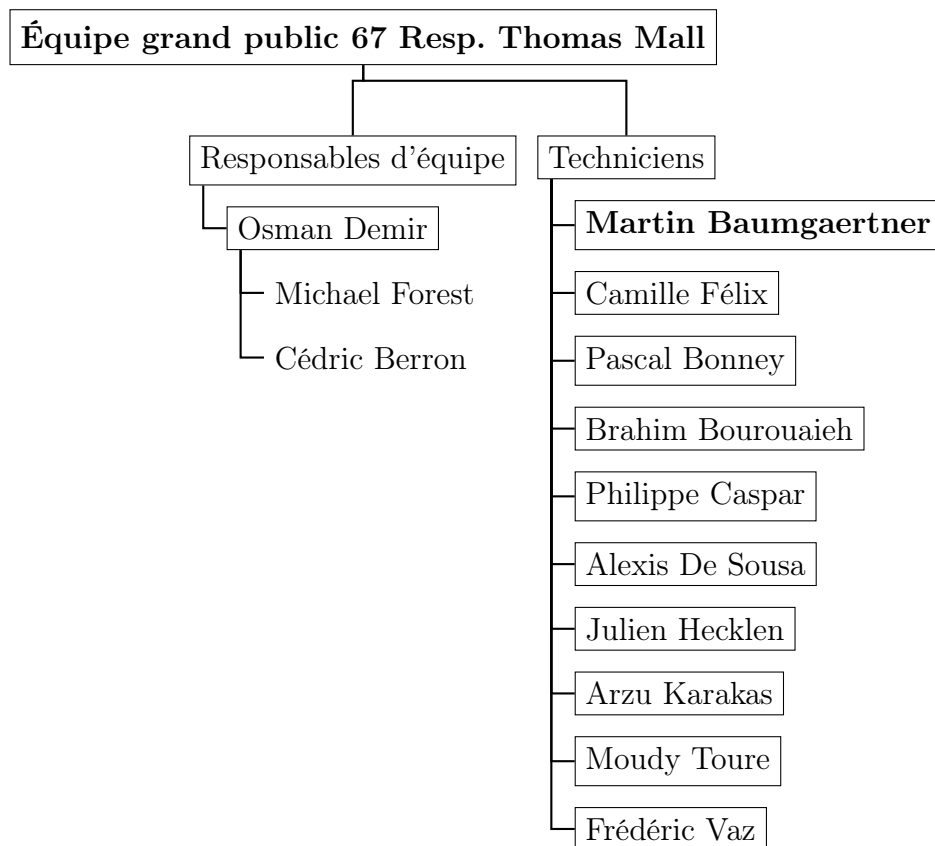 Équipe grand public 67 Resp. Thomas Mall
Responsables d'équipe
Osman Demir
Michael Forest
Cédric Berron
Techniciens
Martin Baumgaertner
Camille Félix
Pascal Bonney
Brahim Bourouaieh
Philippe Caspar
Alexis De Sousa
Julien Hecklen
Arzu Karakas
Moudy Toure
Frédéric Vaz